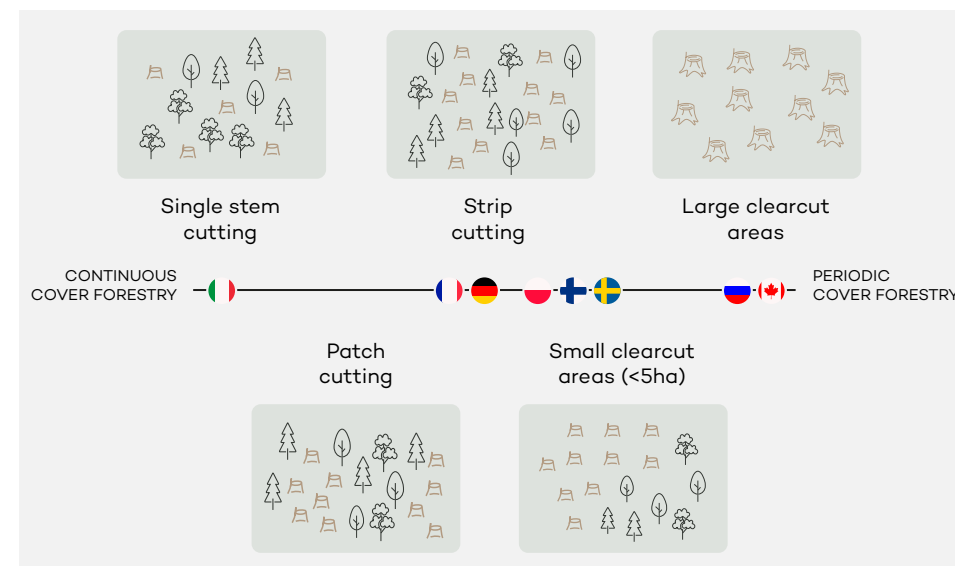 Single stem
cutting
Strip
cutting
Large clearcut
areas
CONTINUOUS
COVER FORESTRY
PERIODIC
COVER FORESTRY
Patch
cutting
Small clearcut
areas (<5ha)